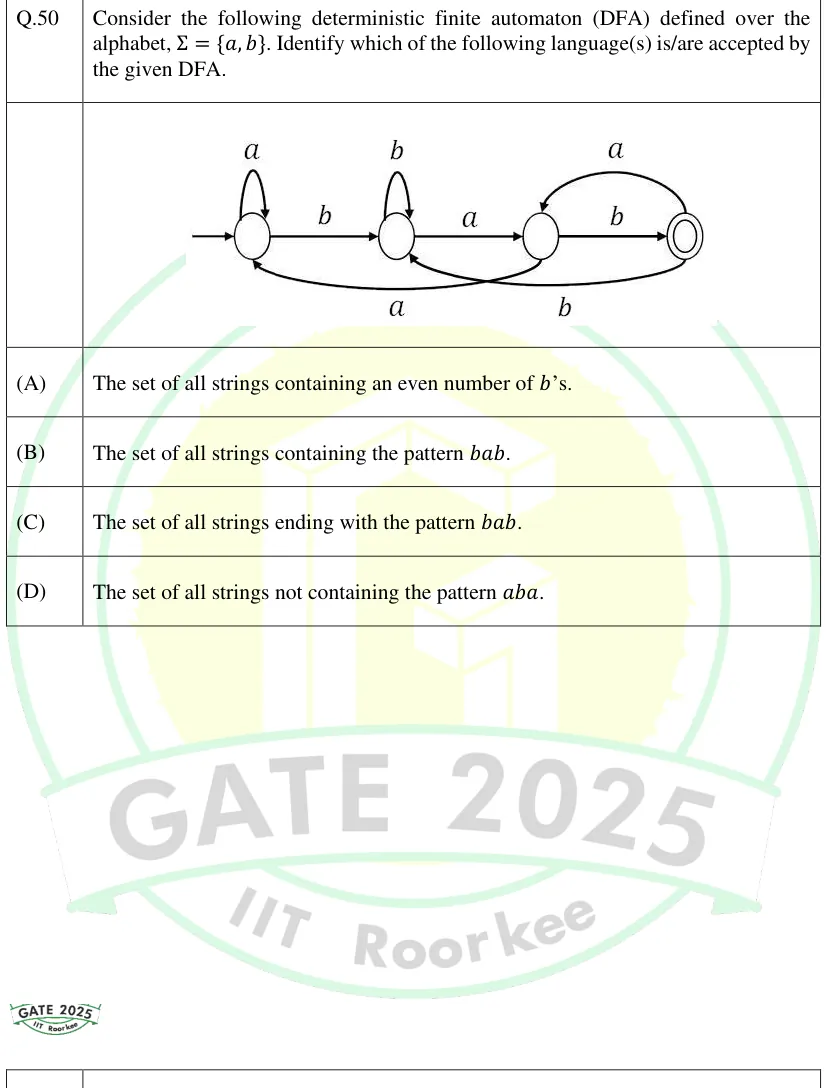 Q.50
Consider the following deterministic finite automaton (DFA) defined over the
alphabet, Σ = {𝑎, 𝑏}. Identify which of the following language(s) is/are accepted by
the given DFA.
a b a
b a b
a b
(A) The set of all strings containing an even number of 𝑏’s.
(B) The set of all strings containing the pattern 𝑏𝑎𝑏.
(C) The set of all strings ending with the pattern 𝑏𝑎𝑏.
(D) The set of all strings not containing the pattern 𝑎𝑏𝑎.
GATE 2025
IIT Roorkee
GATE 2025
IIT Roorkee